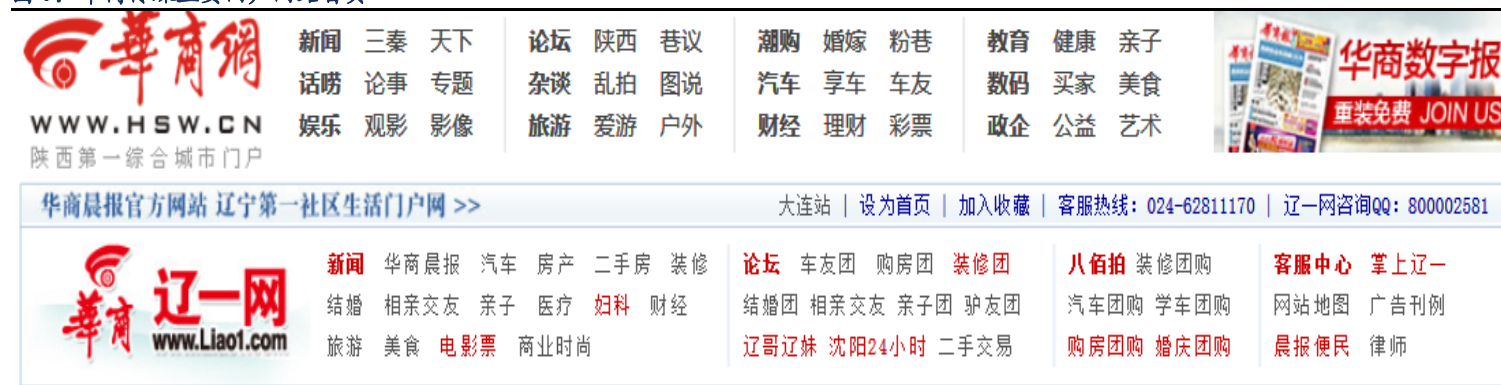 華商網
WWW.HSW.CN
陕西第一综合城市门户
新闻 三秦 天下 论坛 陕西 巷议 潮购 婚嫁 粉巷 教育 健康 亲子
话唠 论事 专题 杂谈 乱拍 图说 汽车 享车 车友 数码 买家 美食
娱乐 观影 影像 旅游 爱游 户外 财经 理财 彩票 政企 公益 艺术
华商数字报
重装免费 JOIN US
华商晨报官方网站 辽宁第一社区生活门户网 >> 大连站 | 设为首页 | 加入收藏 | 客服热线：024-62811170 | 辽一网咨询QQ：800002581
華商 辽一网
www.Liao1.com
新闻 华商晨报 汽车 房产 二手房 装修 论坛 车友团 购房团 装修团 八佰拍 装修团购 客服中心 掌上辽一
结婚 相亲交友 亲子 医疗 妇科 财经 结婚团 相亲交友 亲子团 驴友团 汽车团购 学车团购 网站地图 广告刊例
旅游 美食 电影票 商业时尚 辽哥辽妹 沈阳24小时 二手交易 购房团购 婚庆团购 晨报便民 律师